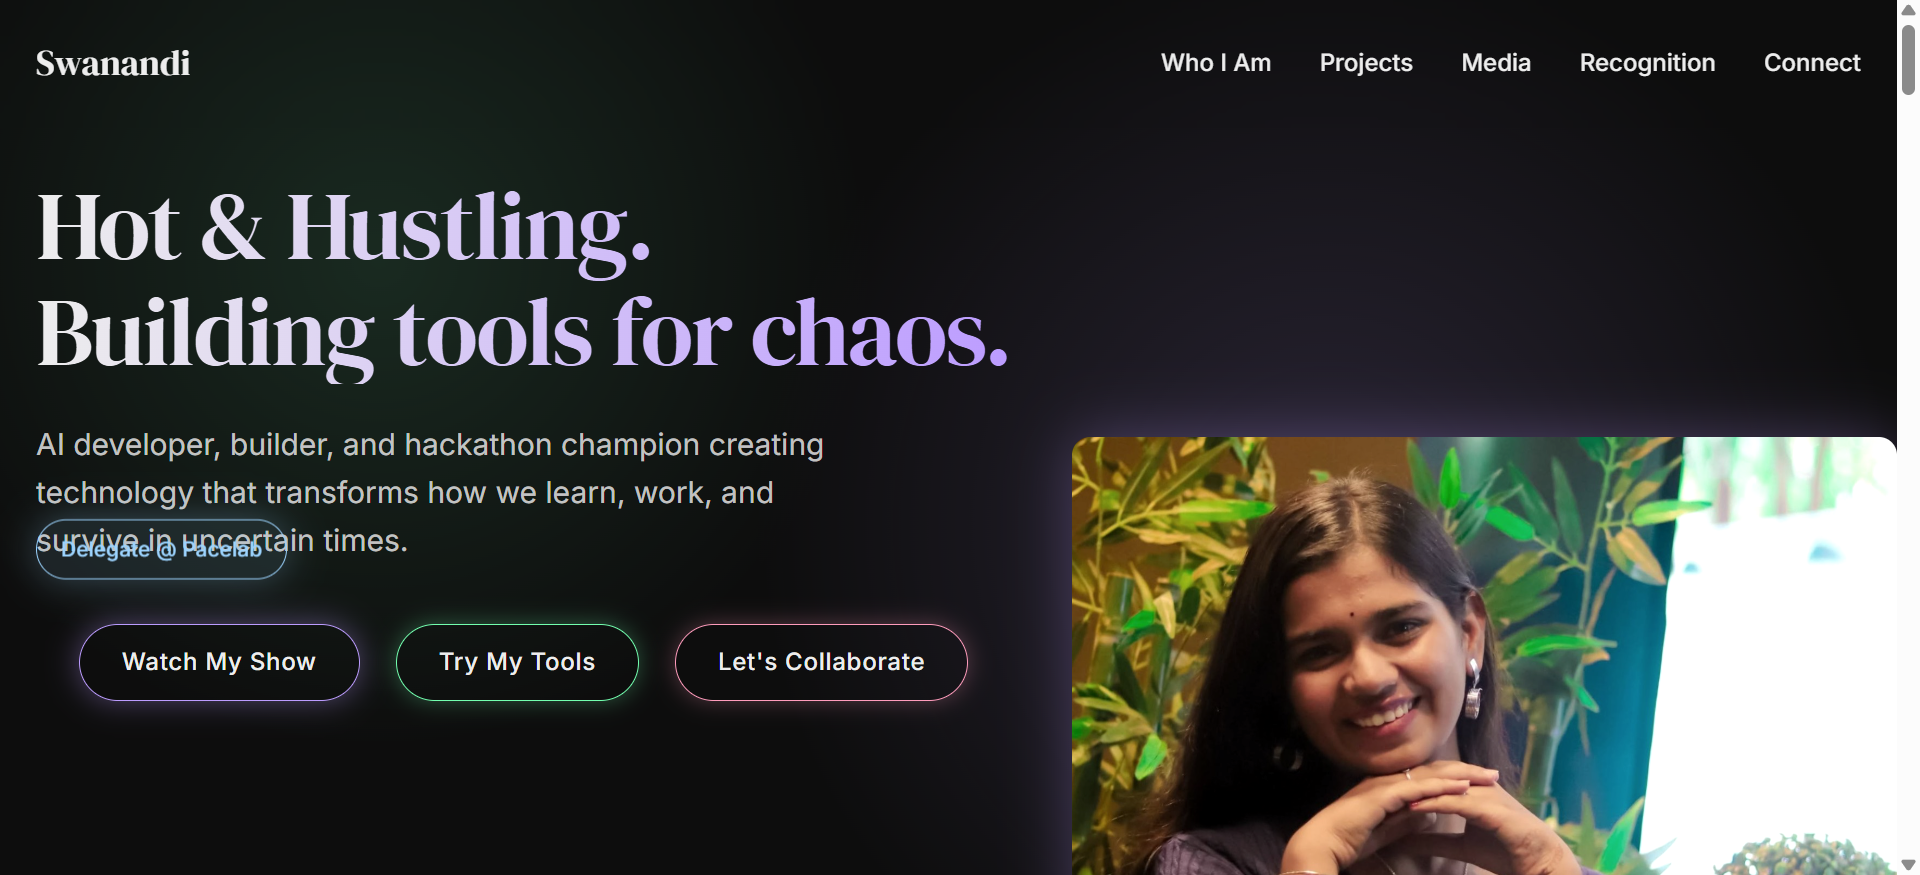 Swanandi
Who I Am
Projects
Media
Recognition
Connect
Hot & Hustling.
Building tools for chaos.
AI developer, builder, and hackathon champion creating
technology that transforms how we learn, work, and
survive in uncertain times.
Delegate @ Pacelab
Watch My Show
Try My Tools
Let's Collaborate